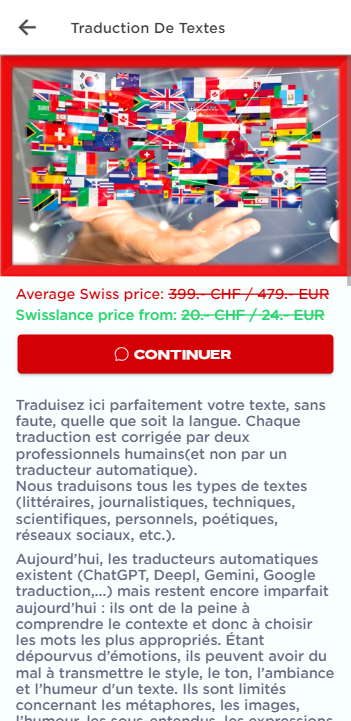 Traduction De Textes
Average Swiss price: 399.- CHF / 479.- EUR
Swisslance price from: 20.- CHF / 24.- EUR
CONTINUER
Traduisez ici parfaitement votre texte, sans
faute, quelle que soit la langue. Chaque
traduction est corrigée par deux
professionnels humains(et non par un
traducteur automatique).
Nous traduisons tous les types de textes
(littéraires, journalistiques, techniques,
scientifiques, personnels, poétiques,
réseaux sociaux, etc.).
Aujourd'hui, les traducteurs automatiques
existent (ChatGPT, Deepl, Gemini, Google
traduction,...) mais restent encore imparfait
aujourd'hui : ils ont de la peine à
comprendre le contexte et donc à choisir
les mots les plus appropriés. Étant
dépourvus d'émotions, ils peuvent avoir du
mal à transmettre le style, le ton, l'ambiance
et l'humeur d'un texte. Ils sont limités
concernant les métaphores, les images,
l'humour, les sous-entendus, les expressions